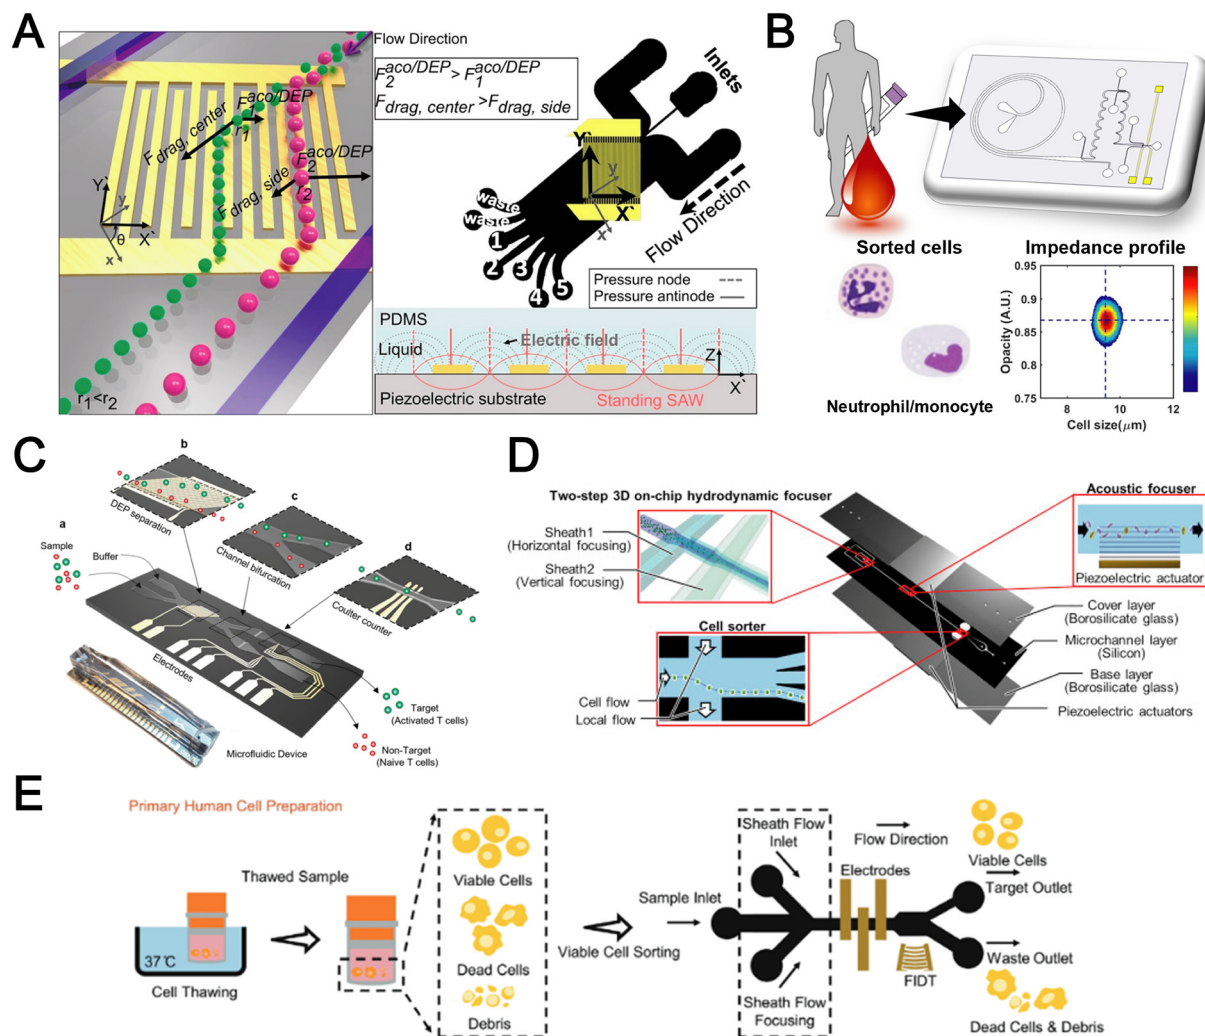 A
Flow Direction
F2^aco/DEP > F1^aco/DEP
Fdrag, center >Fdrag, side
F1^aco/DEP
r1
Fdrag, center
F2^aco/DEP
Fdrag, side
r2
Y`
y
X`
θ
x
r1<r2
Inlets
Y`
y
X`
x
Flow Direction
waste
waste
1
2
3
4
5
Pressure node
Pressure antinode
PDMS
Liquid
Electric field
Z
X`
Piezoelectric substrate
Standing SAW
B
Sorted cells
Neutrophil/monocyte
Impedance profile
Opacity (A.U.)
0.95
0.9
0.85
0.8
0.75
8
10
12
Cell size(μm)
C
a
Sample
Buffer
b
DEP separation
c
Channel bifurcation
d
Coulter counter
Electrodes
Microfluidic Device
Target
(Activated T cells)
Non-Target
(Naive T cells)
D
Two-step 3D on-chip hydrodynamic focuser
Sheath1
(Horizontal focusing)
Sheath2
(Vertical focusing)
Acoustic focuser
Piezoelectric actuator
Cover layer
(Borosilicate glass)
Microchannel layer
(Silicon)
Base layer
(Borosilicate glass)
Piezoelectric actuators
Cell sorter
Cell flow
Local flow
E
Primary Human Cell Preparation
Thawed Sample
37℃
Cell Thawing
Viable Cells
Dead Cells
Debris
Viable Cell Sorting
Sample Inlet
Sheath Flow
Inlet
Sheath Flow
Focusing
Flow Direction
Electrodes
FIDT
Viable Cells
Target Outlet
Waste Outlet
Dead Cells & Debris